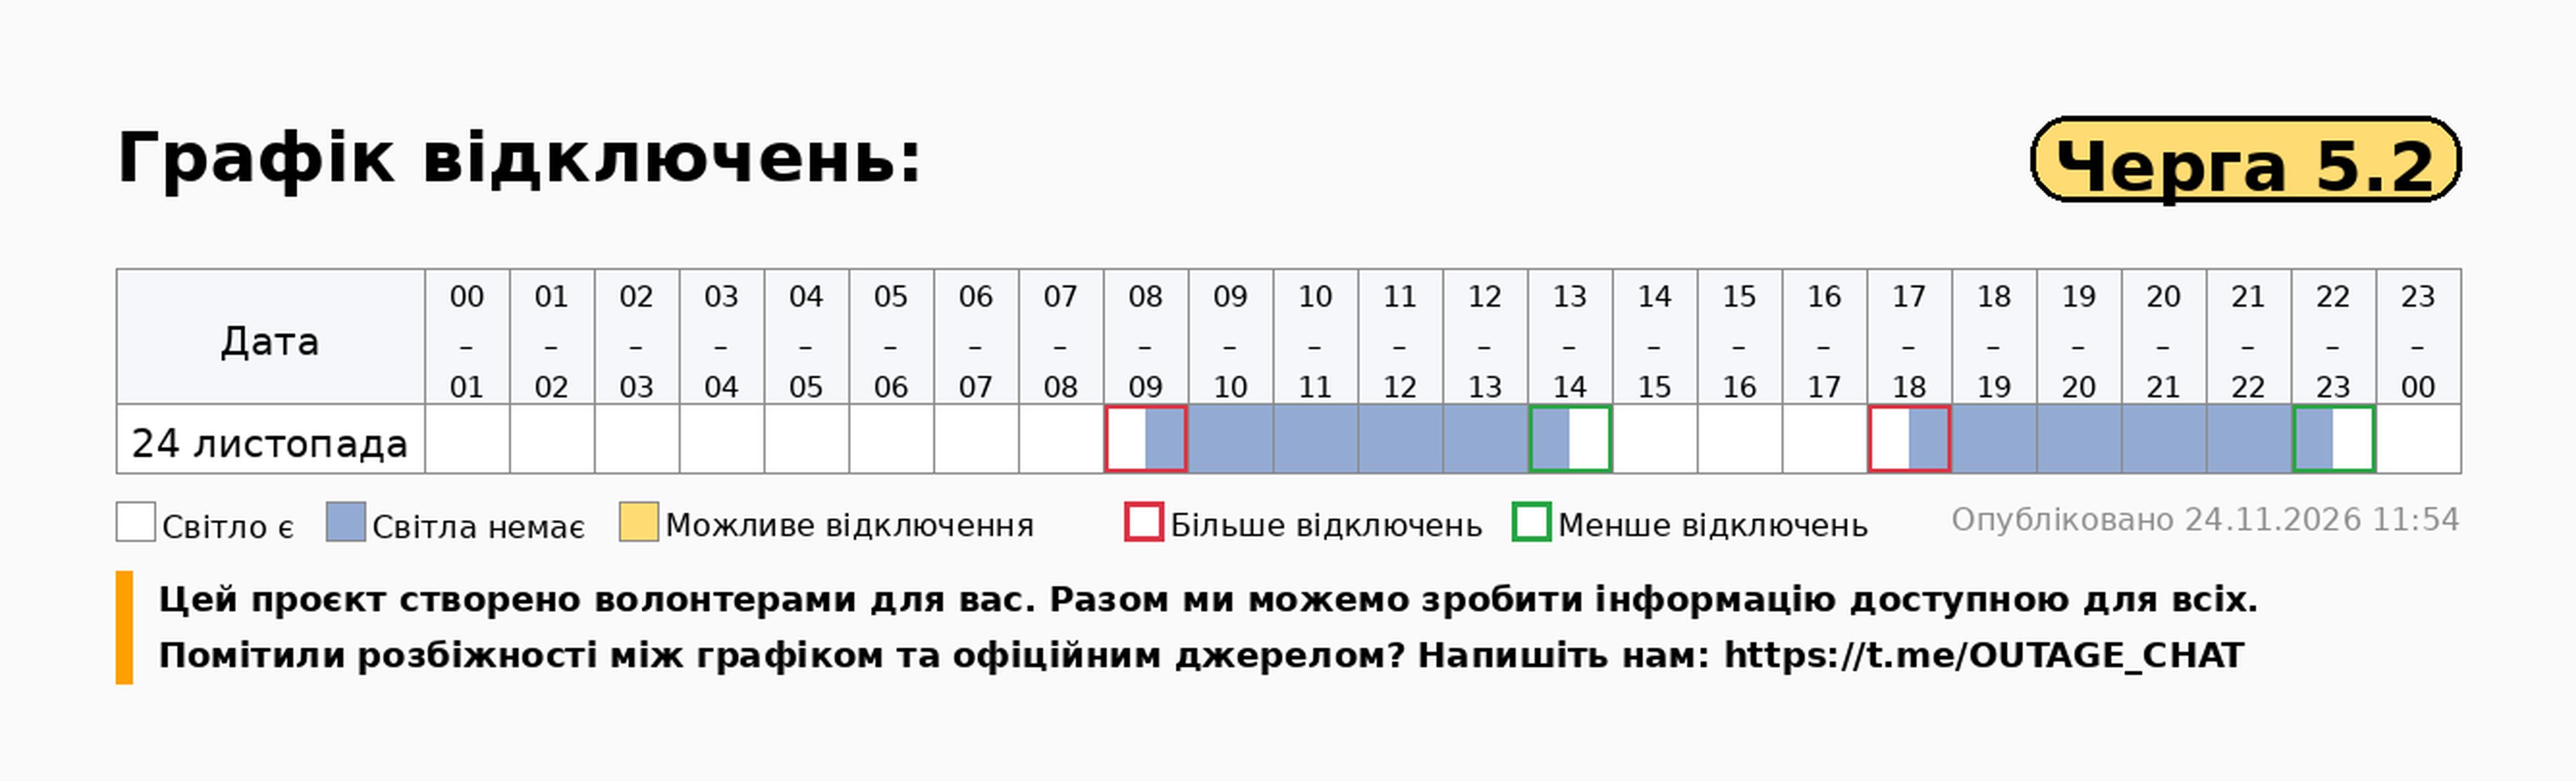 Графік відключень:
Черга 5.2
Дата 00 – 01 01 – 02 02 – 03 03 – 04 04 – 05 05 – 06 06 – 07 07 – 08 08 – 09 09 – 10 10 – 11 11 – 12 12 – 13 13 – 14 14 – 15 15 – 16 16 – 17 17 – 18 18 – 19 19 – 20 20 – 21 21 – 22 22 – 23 23 – 00
24 листопада
Світло є Світла немає Можливе відключення Більше відключень Менше відключень Опубліковано 24.11.2026 11:54
Цей проєкт створено волонтерами для вас. Разом ми можемо зробити інформацію доступною для всіх.
Помітили розбіжності між графіком та офіційним джерелом? Напишіть нам: https://t.me/OUTAGE_CHAT